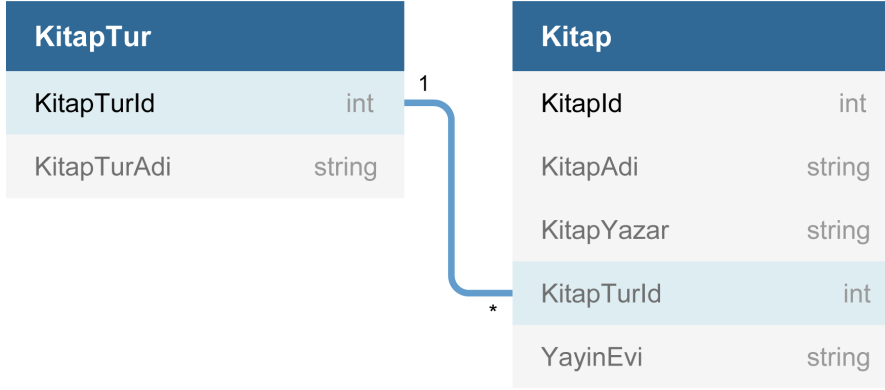 KitapTur
KitapTurId int
KitapTurAdi string
1
*
Kitap
KitapId int
KitapAdi string
KitapYazar string
KitapTurId int
YayinEvi string